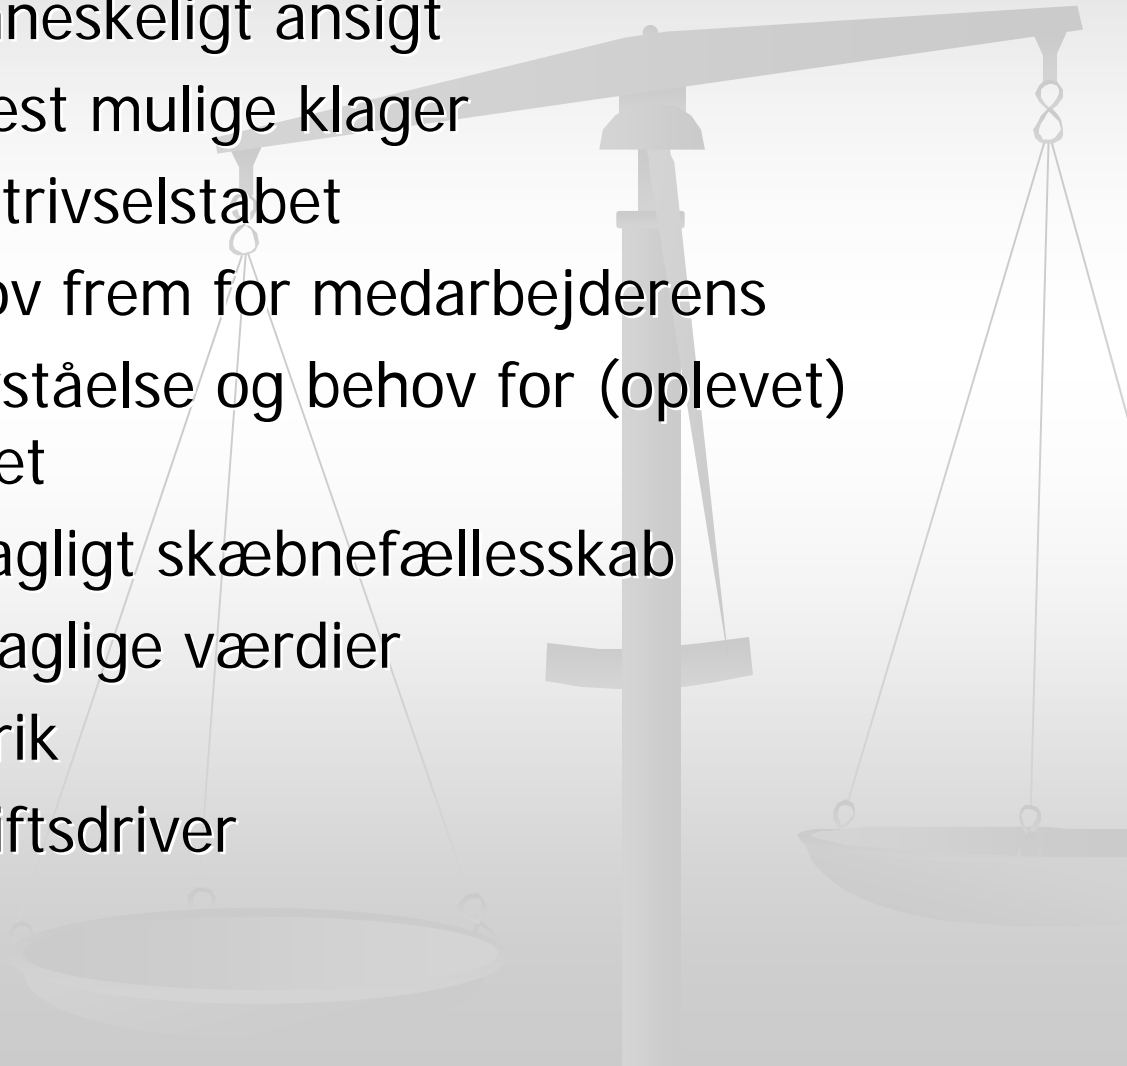 nneskeligt ansigt
est mulige klager
trivselstabet
ov frem for medarbejderens
ståelse og behov for (oplevet)
et
agligt skæbnefællesskab
aglige værdier
rik
iftsdriver